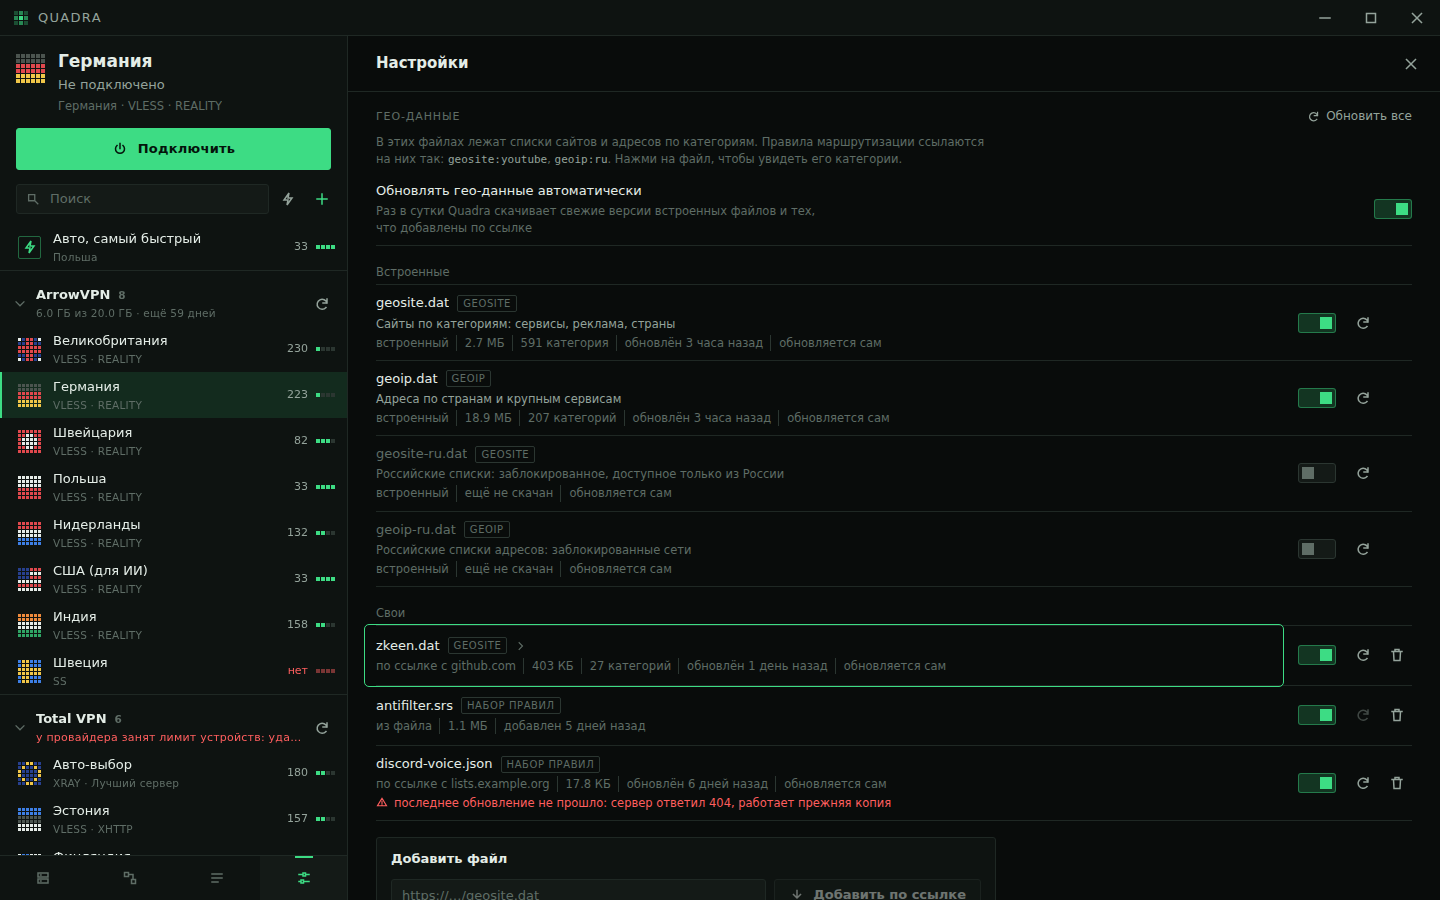 QUADRA
Германия
Не подключено
Германия · VLESS · REALITY
Подключить
Поиск
Авто, самый быстрый
Польша
33
ArrowVPN 8
6.0 ГБ из 20.0 ГБ · ещё 59 дней
Великобритания
VLESS · REALITY
230
Германия
VLESS · REALITY
223
Швейцария
VLESS · REALITY
82
Польша
VLESS · REALITY
33
Нидерланды
VLESS · REALITY
132
США (для ИИ)
VLESS · REALITY
33
Индия
VLESS · REALITY
158
Швеция
SS
нет
Total VPN 6
у провайдера занят лимит устройств: уда...
Авто-выбор
XRAY · Лучший сервер
180
Эстония
VLESS · XHTTP
157
Настройки
ГЕО-ДАННЫЕ
Обновить все
В этих файлах лежат списки сайтов и адресов по категориям. Правила маршрутизации ссылаются
на них так: geosite:youtube, geoip:ru. Нажми на файл, чтобы увидеть его категории.
Обновлять гео-данные автоматически
Раз в сутки Quadra скачивает свежие версии встроенных файлов и тех,
что добавлены по ссылке
Встроенные
geosite.dat GEOSITE
Сайты по категориям: сервисы, реклама, страны
встроенный 2.7 МБ 591 категория обновлён 3 часа назад обновляется сам
geoip.dat GEOIP
Адреса по странам и крупным сервисам
встроенный 18.9 МБ 207 категорий обновлён 3 часа назад обновляется сам
geosite-ru.dat GEOSITE
Российские списки: заблокированное, доступное только из России
встроенный ещё не скачан обновляется сам
geoip-ru.dat GEOIP
Российские списки адресов: заблокированные сети
встроенный ещё не скачан обновляется сам
Свои
zkeen.dat GEOSITE
по ссылке с github.com 403 КБ 27 категорий обновлён 1 день назад обновляется сам
antifilter.srs НАБОР ПРАВИЛ
из файла 1.1 МБ добавлен 5 дней назад
discord-voice.json НАБОР ПРАВИЛ
по ссылке с lists.example.org 17.8 КБ обновлён 6 дней назад обновляется сам
последнее обновление не прошло: сервер ответил 404, работает прежняя копия
Добавить файл
https://.../geosite.dat
Добавить по ссылке